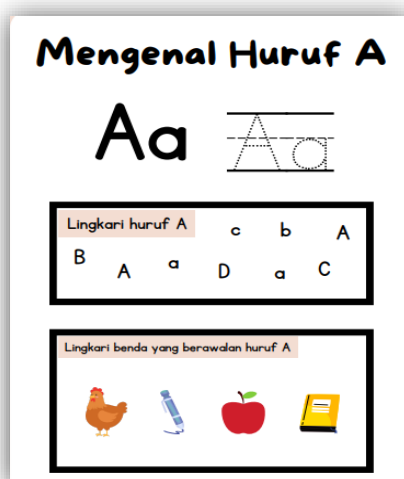 Mengenal Huruf A
Aa Aa
Lingkari huruf A
c b A
B A a D a C
Lingkari benda yang berawalan huruf A